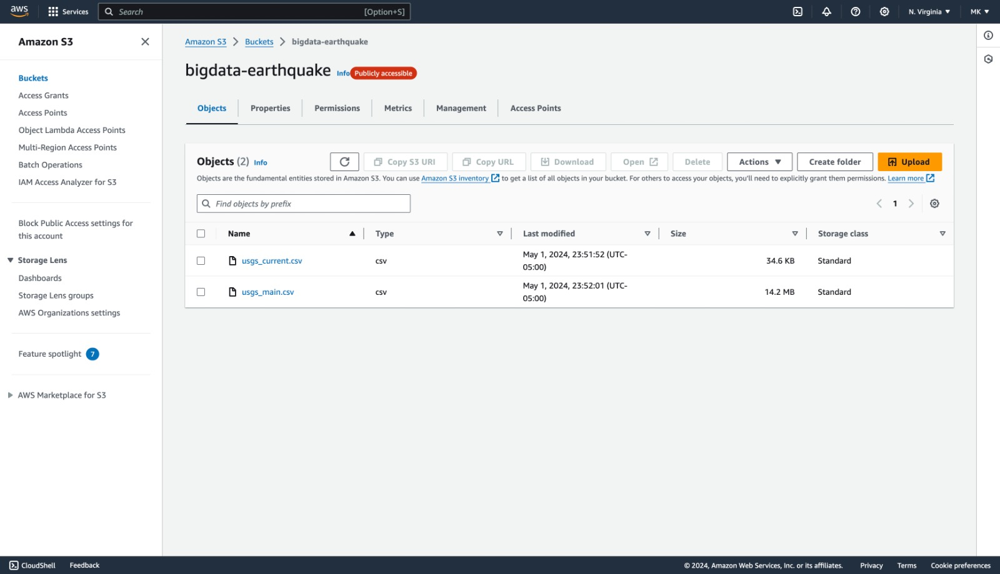 aws
Services
Search
[Option+S]
N. Virginia
MK
Amazon S3
Buckets
Access Grants
Access Points
Object Lambda Access Points
Multi-Region Access Points
Batch Operations
IAM Access Analyzer for S3
Block Public Access settings for
this account
Storage Lens
Dashboards
Storage Lens groups
AWS Organizations settings
Feature spotlight 7
AWS Marketplace for S3
Amazon S3 > Buckets > bigdata-earthquake
bigdata-earthquake Info Publicly accessible
Objects Properties Permissions Metrics Management Access Points
Objects (2) Info Copy S3 URI Copy URL Download Open Delete Actions Create folder Upload
Objects are the fundamental entities stored in Amazon S3. You can use Amazon S3 inventory to get a list of all objects in your bucket. For others to access your objects, you'll need to explicitly grant them permissions. Learn more
Find objects by prefix
1
Name Type Last modified Size Storage class
usgs_current.csv csv May 1, 2024, 23:51:52 (UTC-
05:00) 34.6 KB Standard
usgs_main.csv csv May 1, 2024, 23:52:01 (UTC-
05:00) 14.2 MB Standard
CloudShell Feedback © 2024, Amazon Web Services, Inc. or its affiliates. Privacy Terms Cookie preferences